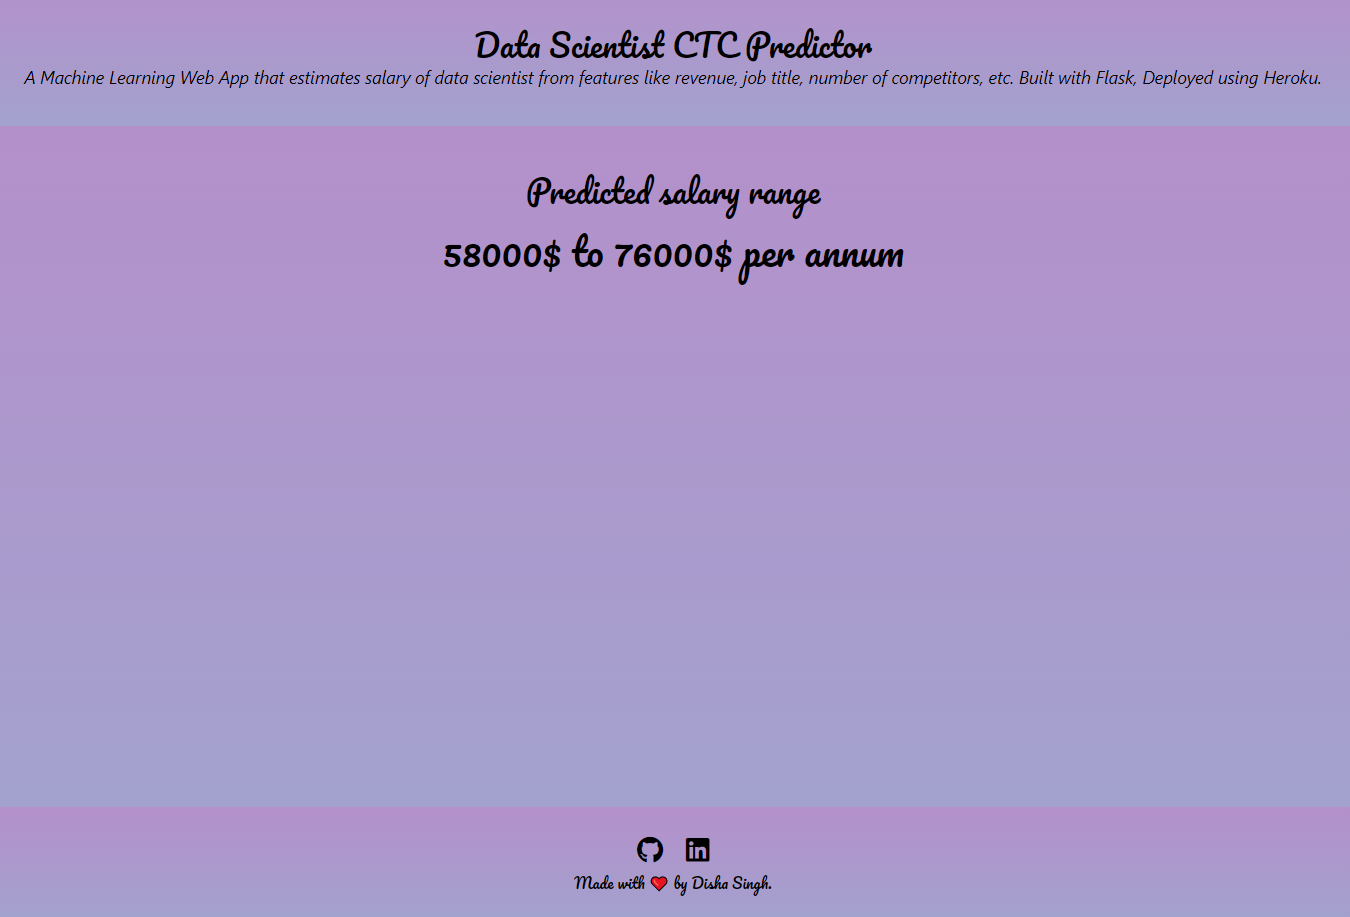 Data Scientist CTC Predictor
A Machine Learning Web App that estimates salary of data scientist from features like revenue, job title, number of competitors, etc. Built with Flask, Deployed using Heroku.
Predicted salary range
58000$ to 76000$ per annum
in
Made with ❤️ by Disha Singh.